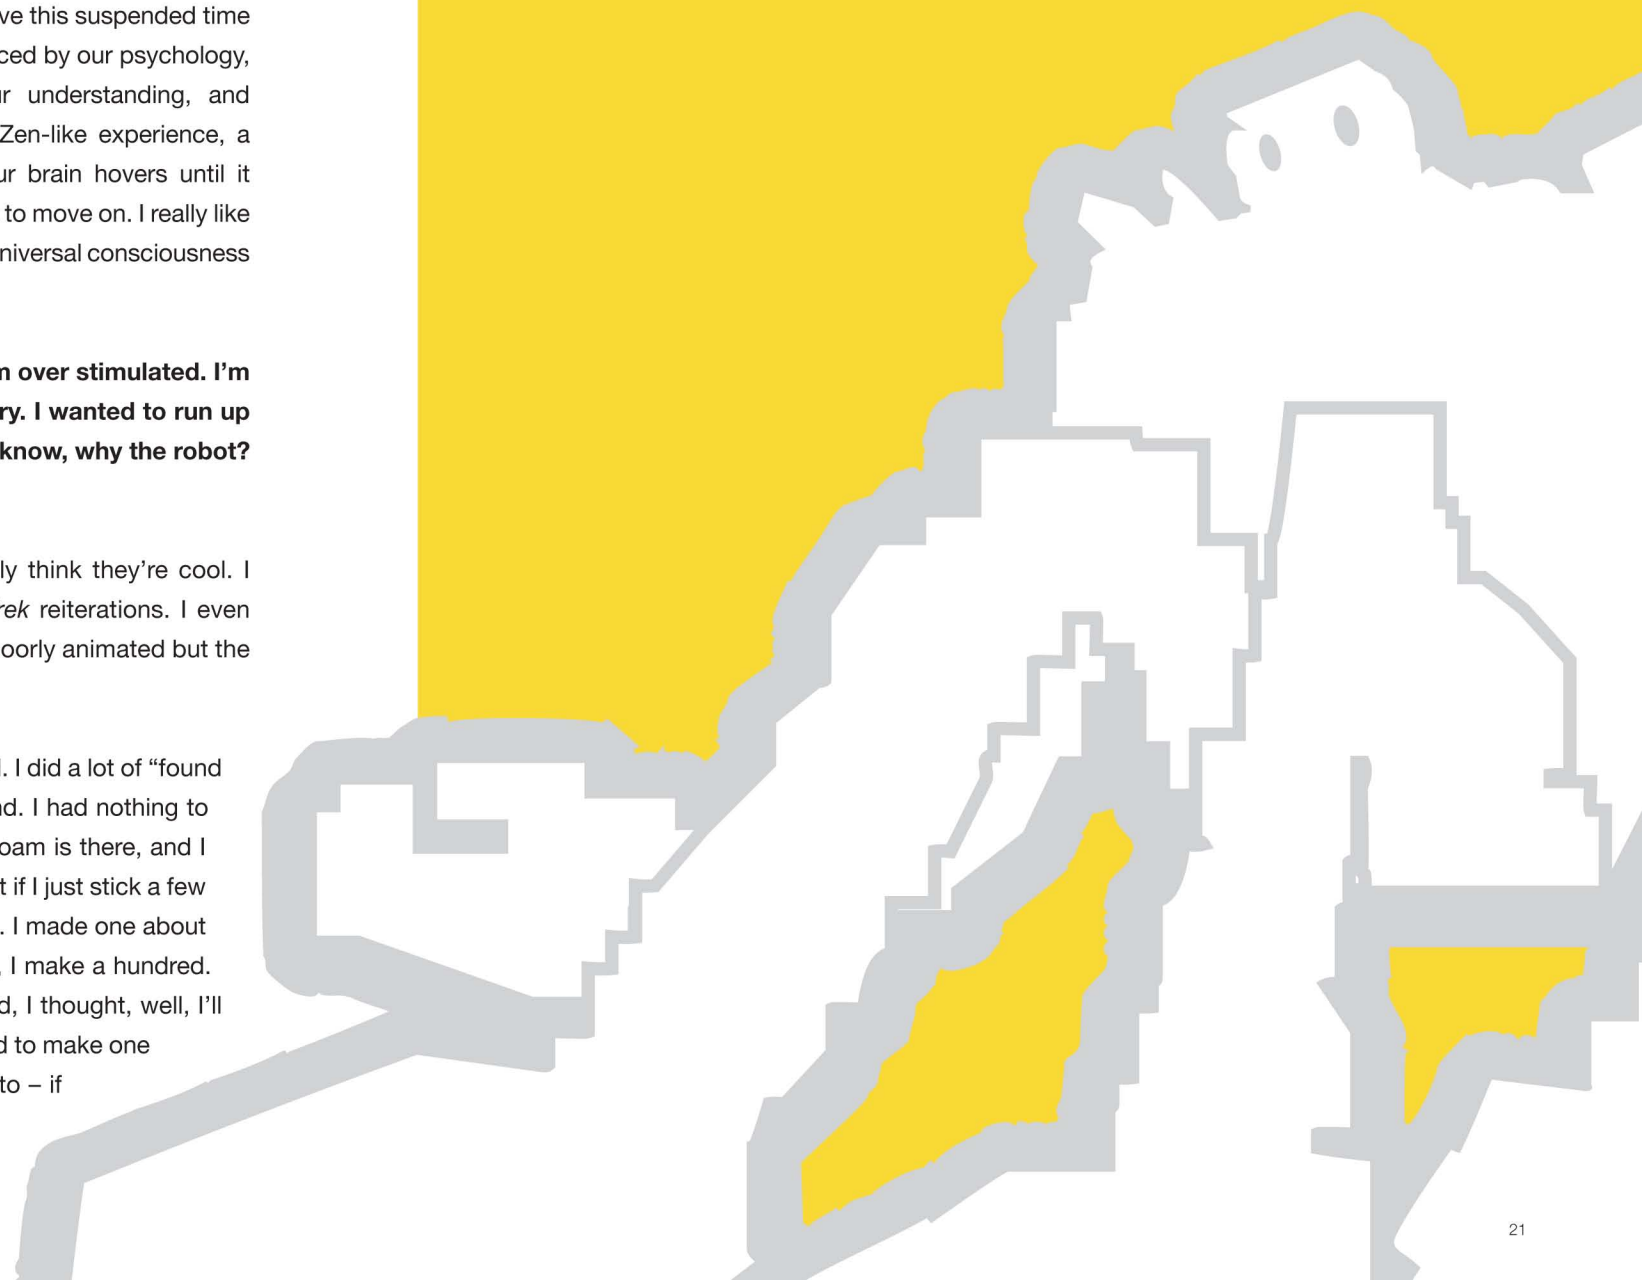 ve this suspended time
ced by our psychology,
r understanding, and
Zen-like experience, a
ur brain hovers until it
to move on. I really like
niversal consciousness
n over stimulated. I’m
ry. I wanted to run up
know, why the robot?
ly think they’re cool. I
rek reiterations. I even
oorly animated but the
. I did a lot of “found
nd. I had nothing to
oam is there, and I
t if I just stick a few
. I made one about
, I make a hundred.
d, I thought, well, I’ll
d to make one
to – if
21